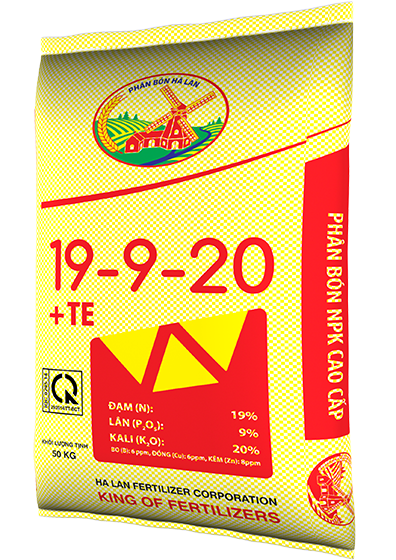 PHÂN BÓN HÀ LAN
19-9-20
+TE
PHÂN BÓN NPK CAO CẤP
ĐẠM (N): 19%
LÂN (P₂O₅): 9%
KALI (K₂O): 20%
BO (B): 6 ppm, ĐỒNG (Cu): 6ppm, KẼM (Zn): 8ppm
KHỐI LƯỢNG TỊNH
50 KG
HA LAN FERTILIZER CORPORATION
KING OF FERTILIZERS